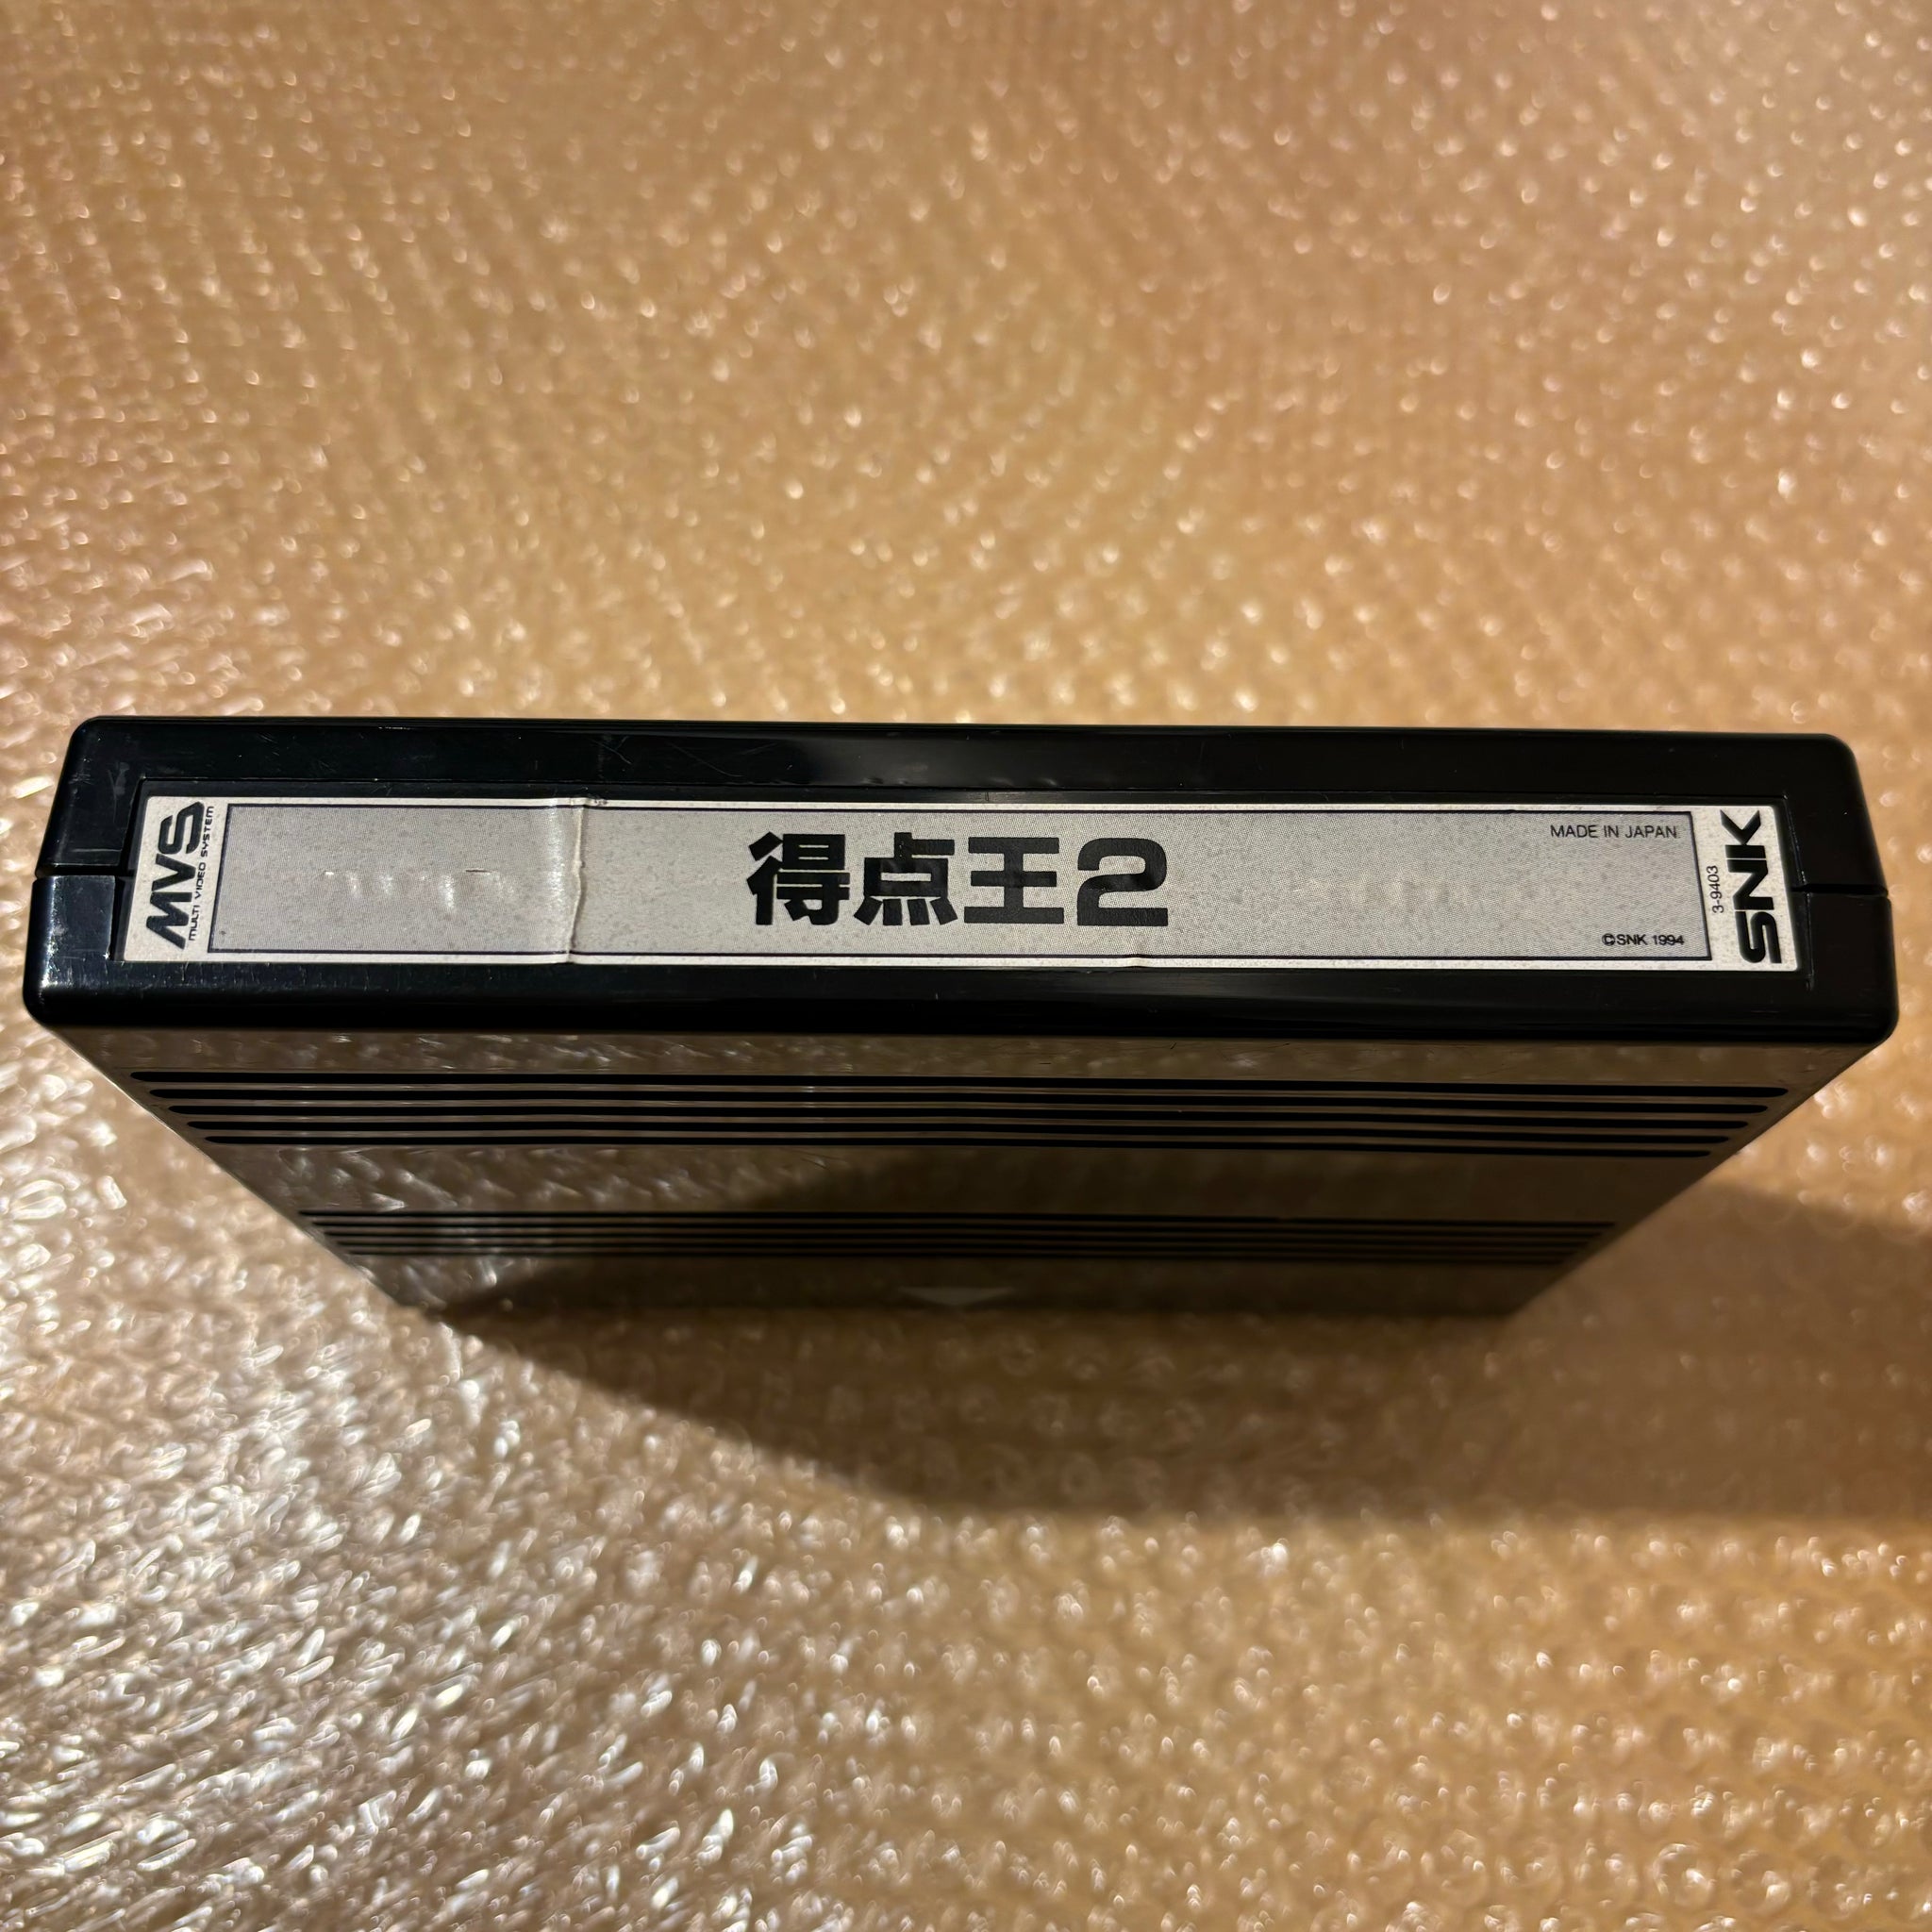 MVS
MULTI VIDEO SYSTEM
得点王2
MADE IN JAPAN
©SNK 1994
3-9403
SNK